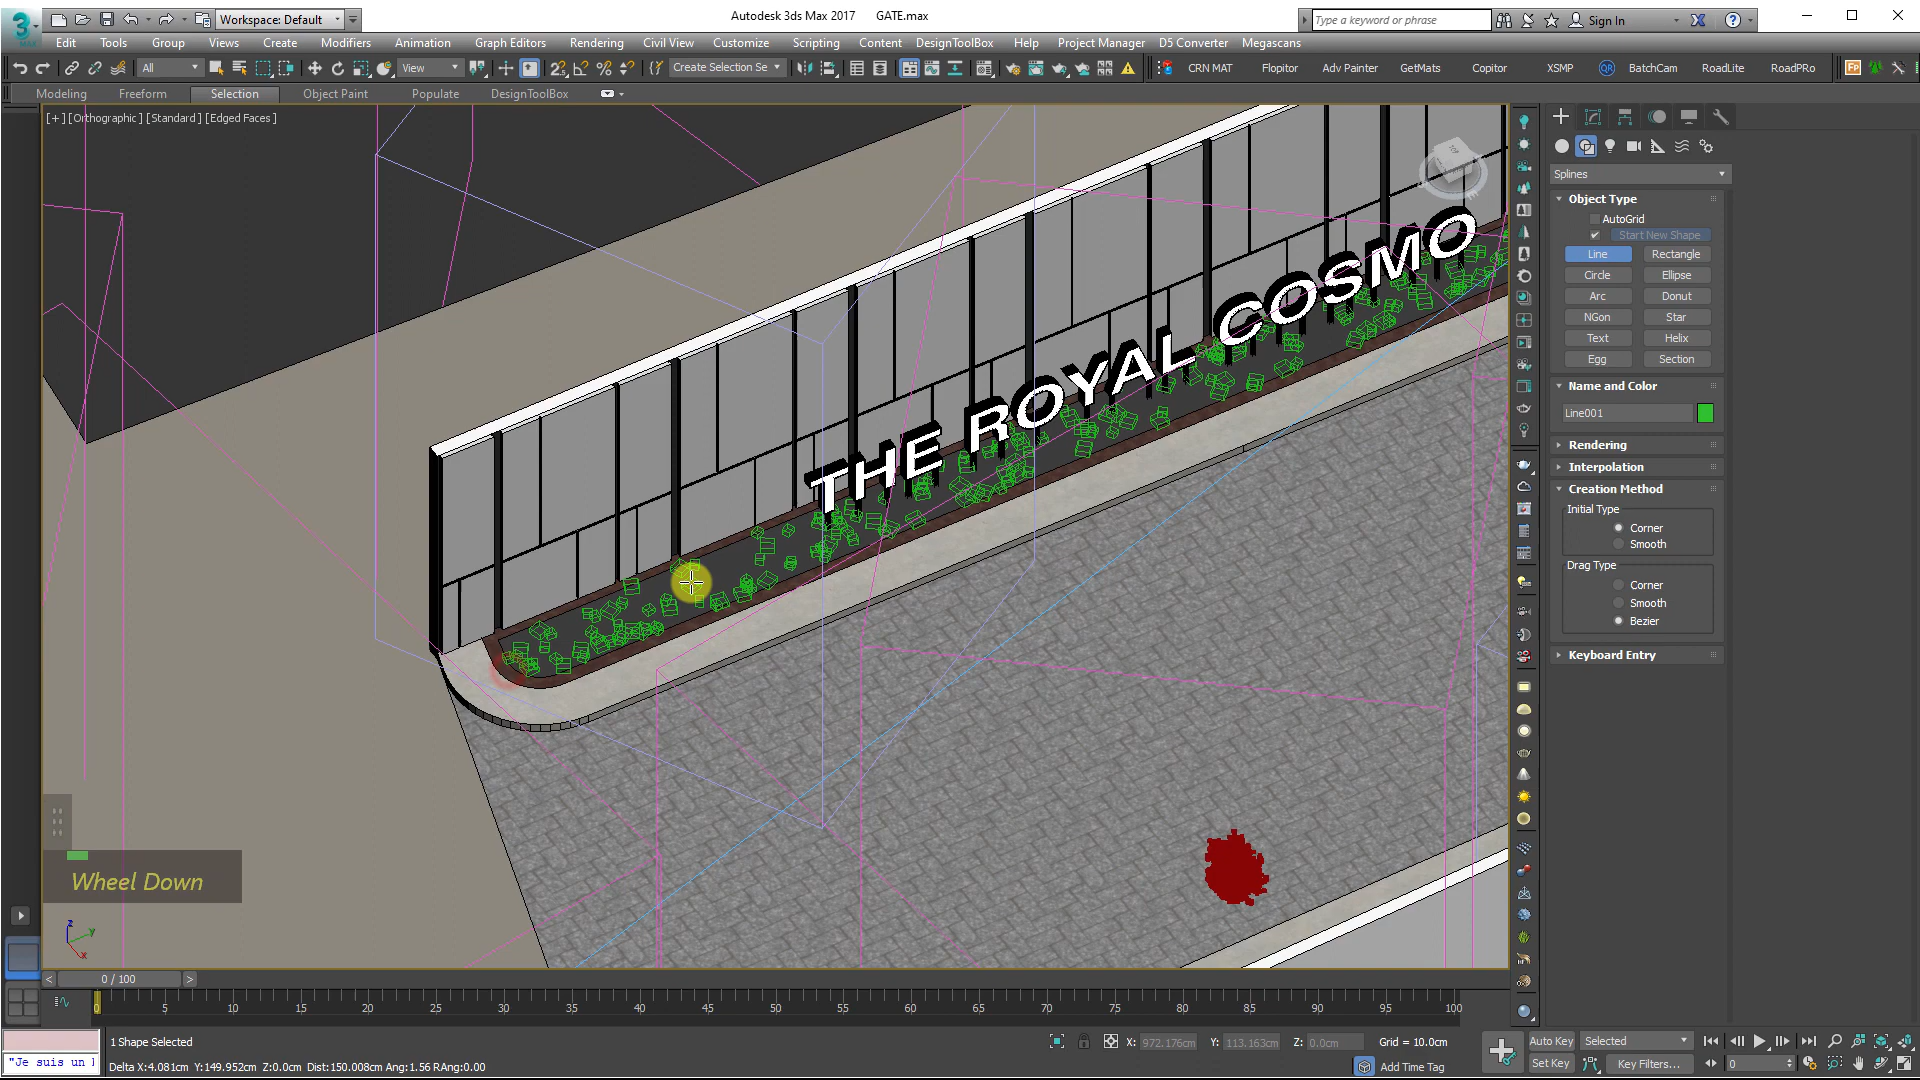 Autodesk 3ds Max 2017 GATE.max
Workspace: Default
Type a keyword or phrase
Sign In
Edit Tools Group Views Create Modifiers Animation Graph Editors Rendering Civil View Customize Scripting Content DesignToolBox Help Project Manager D5 Converter Megascans
All View Create Selection Se CRN MAT Flopitor Adv Painter GetMats Copitor XSMP BatchCam RoadLite RoadPRo
Modeling Freeform Selection Object Paint Populate DesignToolBox
[+] [Orthographic] [Standard] [Edged Faces]
THE ROYAL COSMO
Splines
Object Type
AutoGrid
Start New Shape
Line Rectangle
Circle Ellipse
Arc Donut
NGon Star
Text Helix
Egg Section
Name and Color
Line001
Rendering
Interpolation
Creation Method
Initial Type
Corner
Smooth
Drag Type
Corner
Smooth
Bezier
Keyboard Entry
Wheel Down
z y x
< 0 / 100 >
0 5 10 15 20 25 30 35 40 45 50 55 60 65 70 75 80 85 90 95 100
1 Shape Selected
X: 972.176cm Y: 113.163cm Z: 0.0cm Grid = 10.0cm
Auto Key Selected
"Je suis un
Delta X:4.081cm Y:149.952cm Z:0.0cm Dist:150.008cm Ang:1.56 RAng:0.00
Add Time Tag
Set Key Key Filters... 0